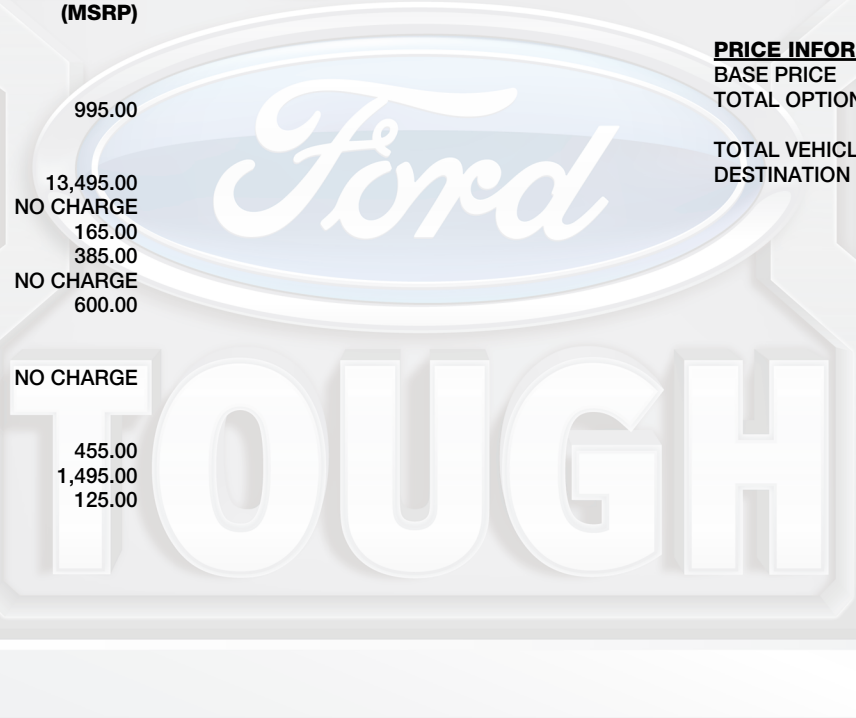 (MSRP)
995.00
13,495.00
NO CHARGE
165.00
385.00
NO CHARGE
600.00
NO CHARGE
455.00
1,495.00
125.00
PRICE INFOR
BASE PRICE
TOTAL OPTION
TOTAL VEHICL
DESTINATION
Ford
TOUGH